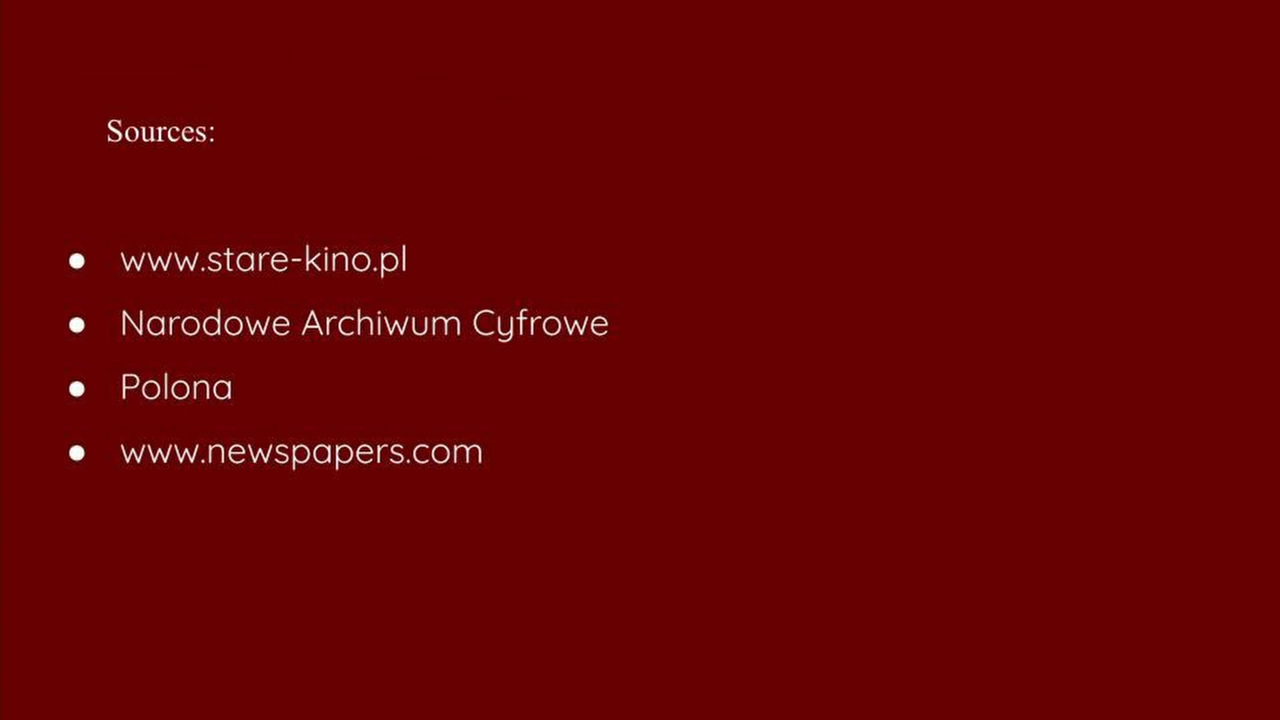 Sources:
● www.stare-kino.pl
● Narodowe Archiwum Cyfrowe
● Polona
● www.newspapers.com